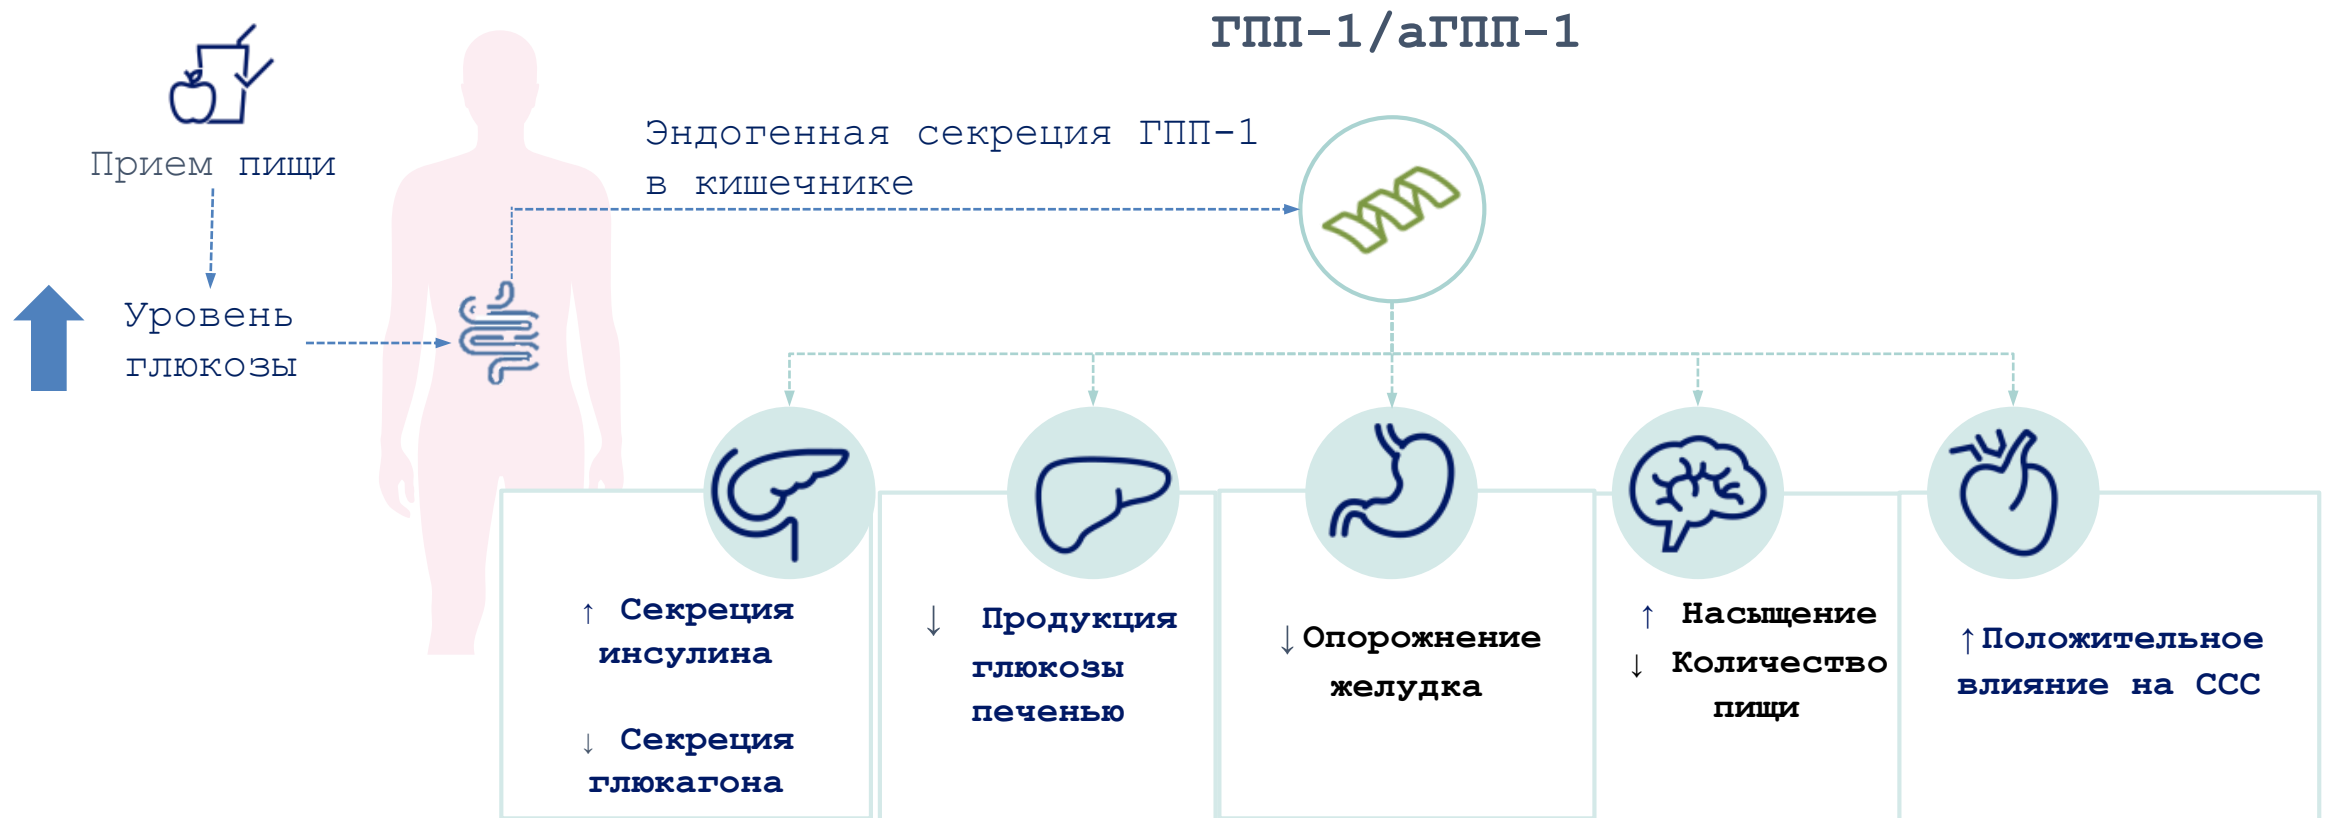 ГПП-1/аГПП-1
Прием пищи
Уровень
глюкозы
Эндогенная секреция ГПП-1
в кишечнике
↑ Секреция
инсулина
↓ Секреция
глюкагона
↓ Продукция
глюкозы
печенью
↓Опорожнение
желудка
↑ Насыщение
↓ Количество
пищи
↑Положительное
влияние на ССС